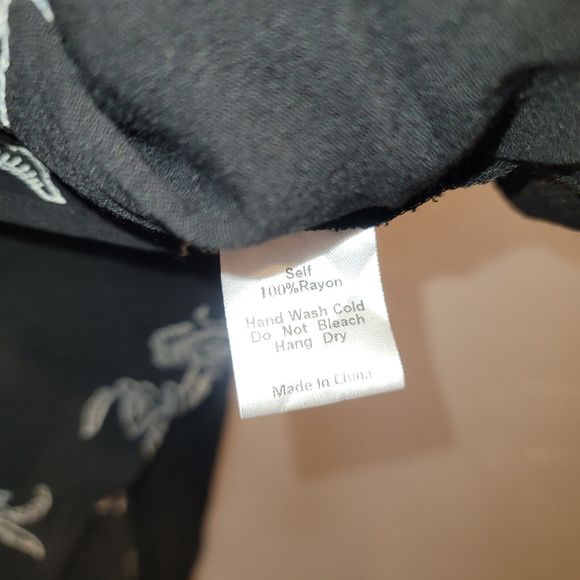 Self
100%Rayon
Hand Wash Cold
Do Not Bleach
Hang Dry
Made In China